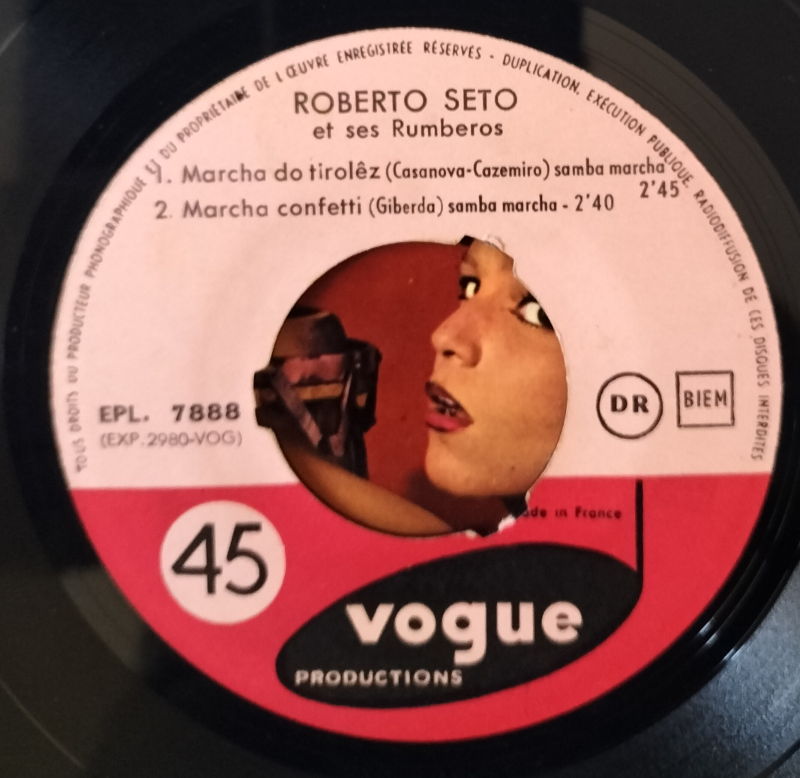 TOUS DROITS DU PRODUCTEUR PHONOGRAPHIQUE ET DU PROPRIÉTAIRE DE L'ŒUVRE ENREGISTRÉE RÉSERVÉS - DUPLICATION, EXÉCUTION PUBLIQUE, RADIODIFFUSION DE CES DISQUES INTERDITES
ROBERTO SETO
et ses Rumberos
1. Marcha do tirolêz (Casanova-Cazemiro) samba marcha
2'45
2. Marcha confetti (Giberda) samba marcha - 2'40
EPL. 7888
(EXP. 2980-VOG)
DR
BIEM
45
in France
vogue
PRODUCTIONS